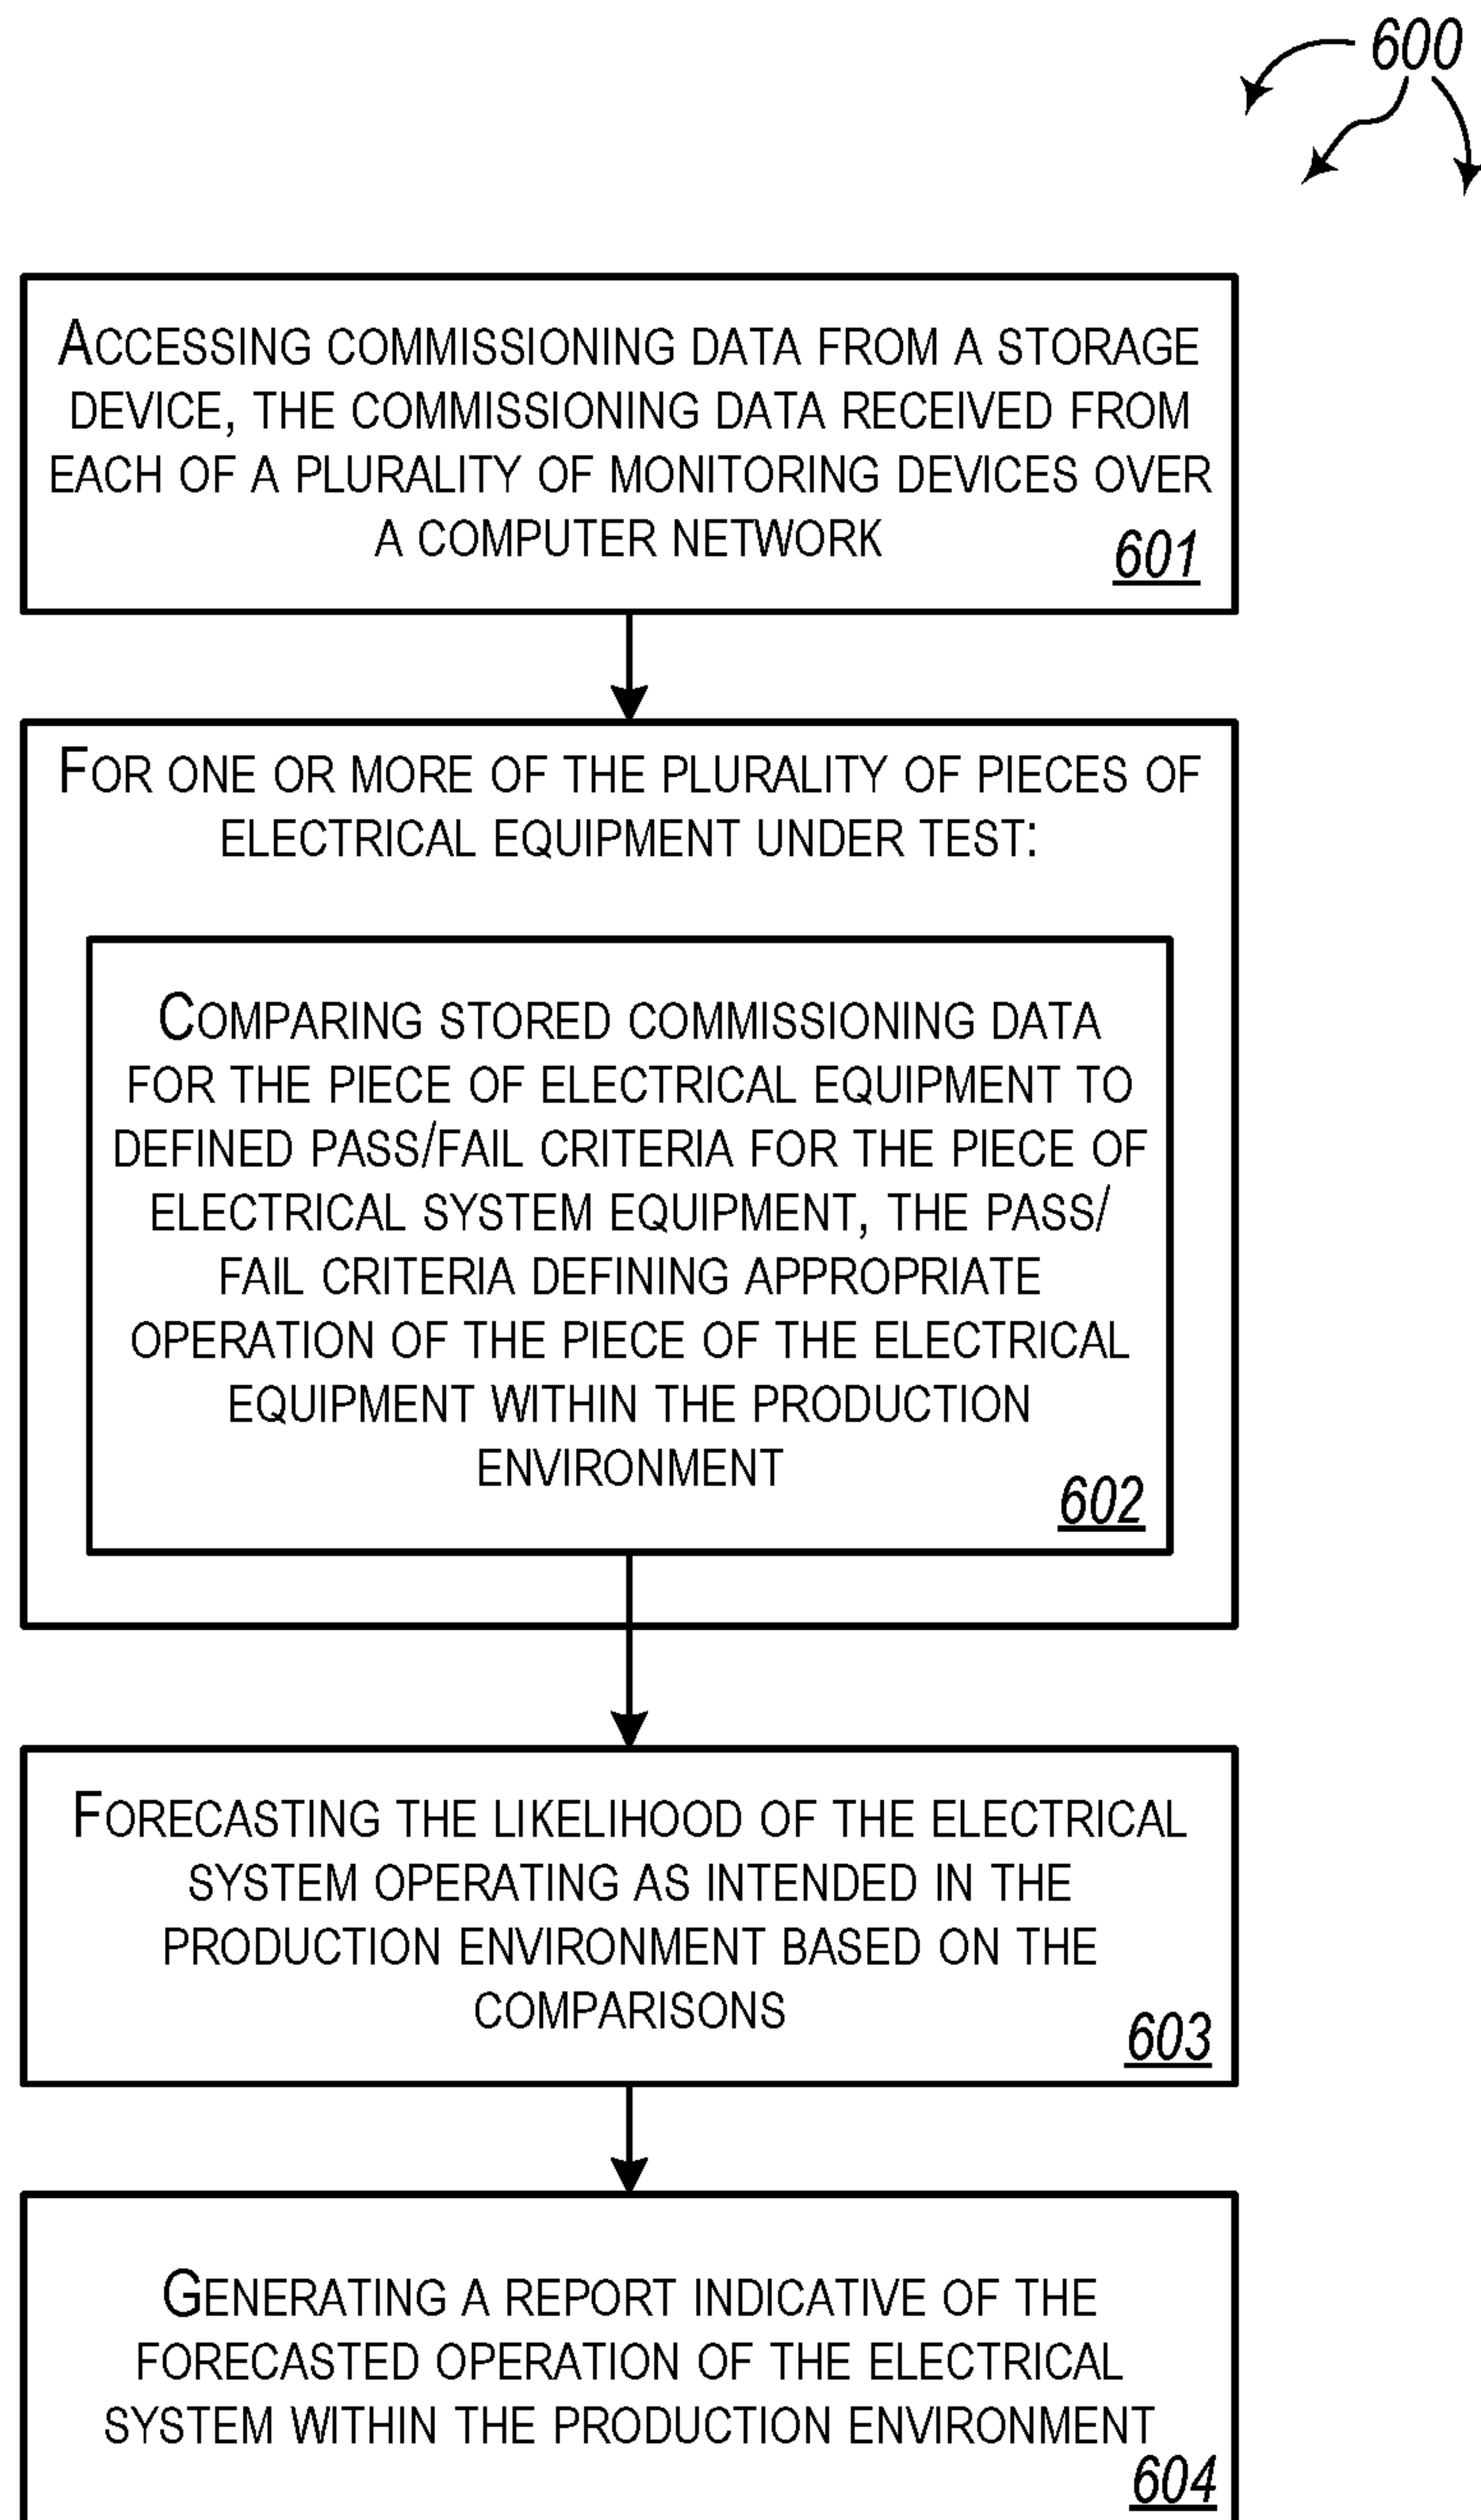 600
ACCESSING COMMISSIONING DATA FROM A STORAGE
DEVICE, THE COMMISSIONING DATA RECEIVED FROM
EACH OF A PLURALITY OF MONITORING DEVICES OVER
A COMPUTER NETWORK
601
FOR ONE OR MORE OF THE PLURALITY OF PIECES OF
ELECTRICAL EQUIPMENT UNDER TEST:
COMPARING STORED COMMISSIONING DATA
FOR THE PIECE OF ELECTRICAL EQUIPMENT TO
DEFINED PASS/FAIL CRITERIA FOR THE PIECE OF
ELECTRICAL SYSTEM EQUIPMENT, THE PASS/
FAIL CRITERIA DEFINING APPROPRIATE
OPERATION OF THE PIECE OF THE ELECTRICAL
EQUIPMENT WITHIN THE PRODUCTION
ENVIRONMENT
602
FORECASTING THE LIKELIHOOD OF THE ELECTRICAL
SYSTEM OPERATING AS INTENDED IN THE
PRODUCTION ENVIRONMENT BASED ON THE
COMPARISONS
603
GENERATING A REPORT INDICATIVE OF THE
FORECASTED OPERATION OF THE ELECTRICAL
SYSTEM WITHIN THE PRODUCTION ENVIRONMENT
604